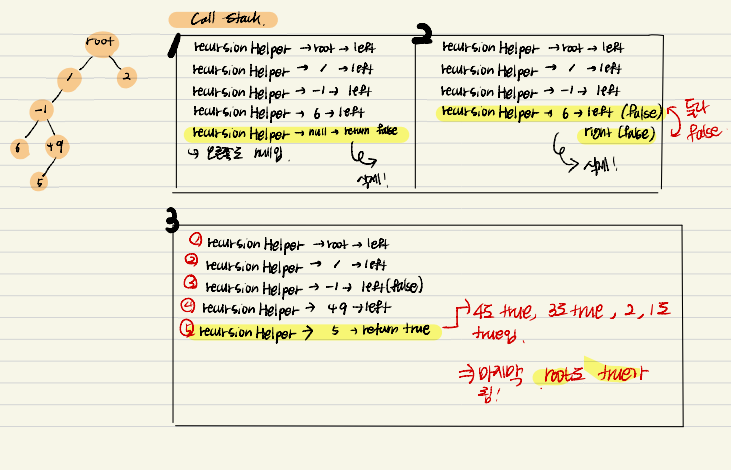 Call Stack.
root
1
2
-1
6
49
5
1
recursion Helper → root → left
recursion Helper → 1 → left
recursion Helper → -1 → left
recursion Helper → 6 → left
recursion Helper → null → return false
↳ 왼쪽도 null임.
삭제!
2
recursion Helper → root → left
recursion Helper → 1 → left
recursion Helper → -1 → left
recursion Helper → 6 → left (false)
right (false)
둘다
false
삭제!
3
① recursion Helper → root → left
② recursion Helper → 1 → left
③ recursion Helper → -1 → left (false)
④ recursion Helper → 49 → left
⑤ recursion Helper → 5 → return true
→ 4도 true, 3도 true, 2, 1도
true임.
⇒ 마지막 root도 true가
됨!